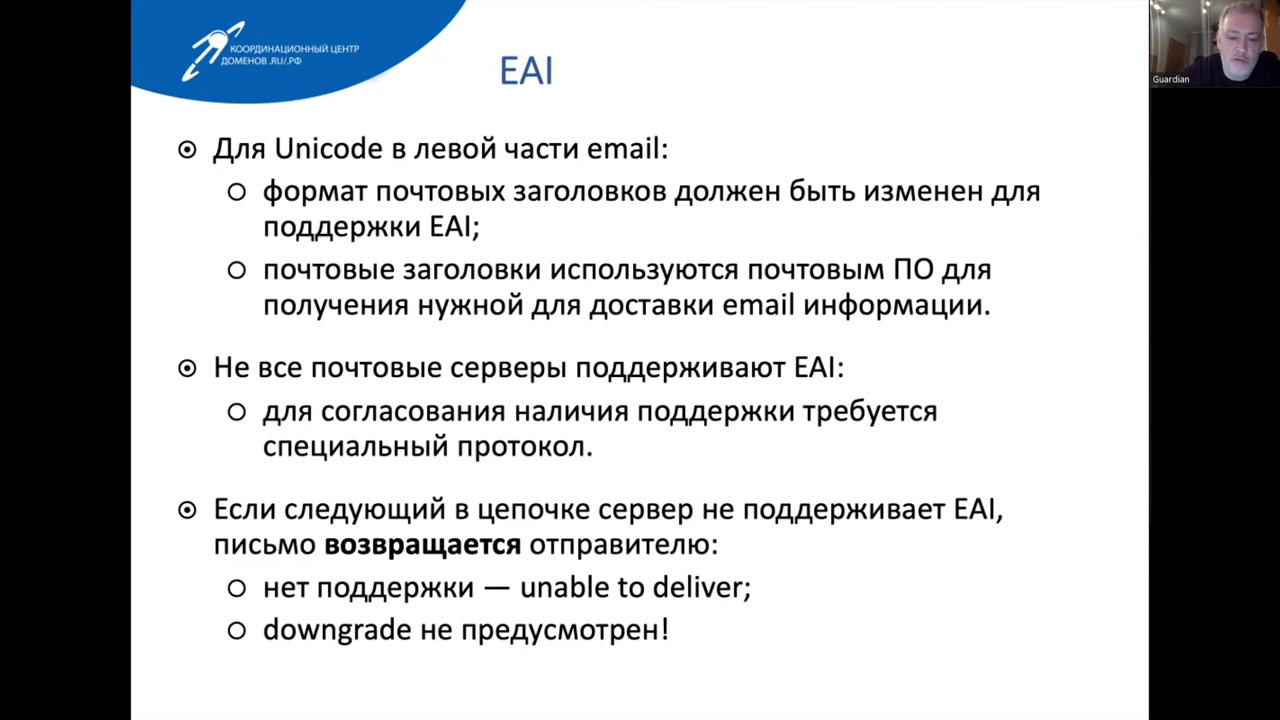 КООРДИНАЦИОННЫЙ ЦЕНТР
ДОМЕНОВ .RU/.РФ
EAI
Guardian
Для Unicode в левой части email:
формат почтовых заголовков должен быть изменен для
поддержки EAI;
почтовые заголовки используются почтовым ПО для
получения нужной для доставки email информации.
Не все почтовые серверы поддерживают EAI:
для согласования наличия поддержки требуется
специальный протокол.
Если следующий в цепочке сервер не поддерживает EAI,
письмо возвращается отправителю:
нет поддержки — unable to deliver;
downgrade не предусмотрен!